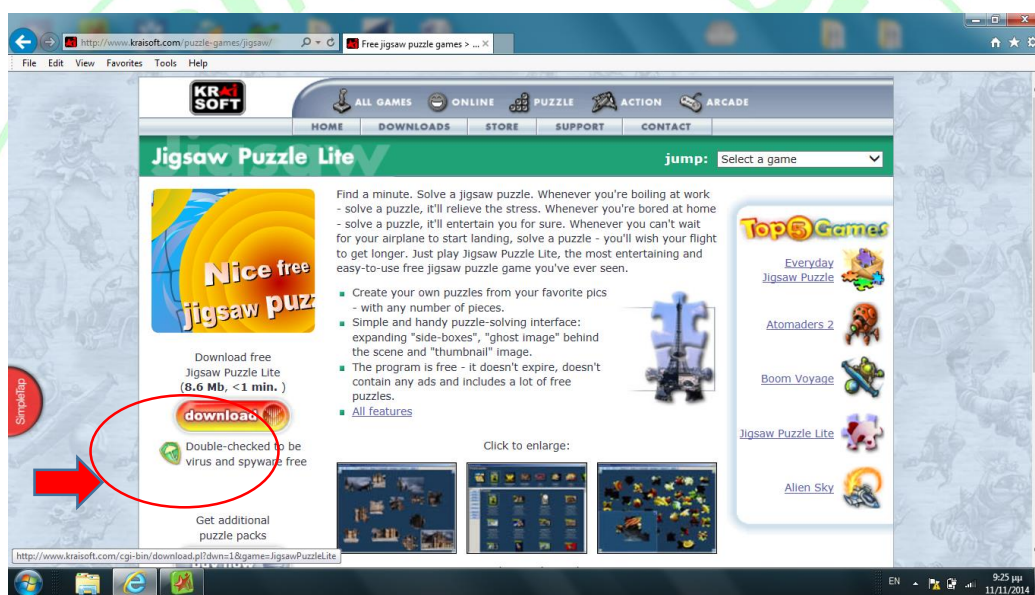 http://www.kraisoft.com/puzzle-games/jigsaw/
Free jigsaw puzzle games > ...
File Edit View Favorites Tools Help
KRAI
SOFT
ALL GAMES ONLINE PUZZLE ACTION ARCADE
HOME DOWNLOADS STORE SUPPORT CONTACT
Jigsaw Puzzle Lite
jump: Select a game
Nice free
jigsaw puzz
Download free
Jigsaw Puzzle Lite
(8.6 Mb, <1 min. )
download
Double-checked to be
virus and spyware free
Get additional
puzzle packs
buy now
Find a minute. Solve a jigsaw puzzle. Whenever you're boiling at work
- solve a puzzle, it'll relieve the stress. Whenever you're bored at home
- solve a puzzle, it'll entertain you for sure. Whenever you can't wait
for your airplane to start landing, solve a puzzle - you'll wish your flight
to get longer. Just play Jigsaw Puzzle Lite, the most entertaining and
easy-to-use free jigsaw puzzle game you've ever seen.
Create your own puzzles from your favorite pics
- with any number of pieces.
Simple and handy puzzle-solving interface:
expanding "side-boxes", "ghost image" behind
the scene and "thumbnail" image.
The program is free - it doesn't expire, doesn't
contain any ads and includes a lot of free
puzzles.
All features
Click to enlarge:
Top 5 Games
Everyday
Jigsaw Puzzle
Atomaders 2
Boom Voyage
Jigsaw Puzzle Lite
Alien Sky
SimpleTap
http://www.kraisoft.com/cgi-bin/download.pl?dwn=1&game=JigsawPuzzleLite
EN
9:25 μμ
11/11/2014